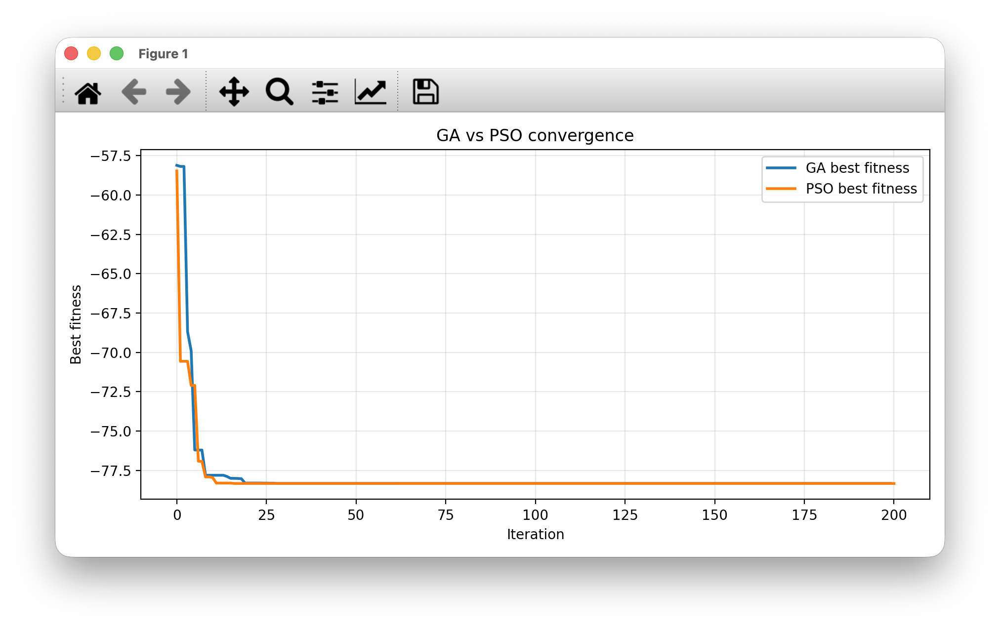 Figure 1
GA vs PSO convergence
−57.5
−60.0
−62.5
−65.0
−67.5
−70.0
−72.5
−75.0
−77.5
Best fitness
GA best fitness
PSO best fitness
0 25 50 75 100 125 150 175 200
Iteration